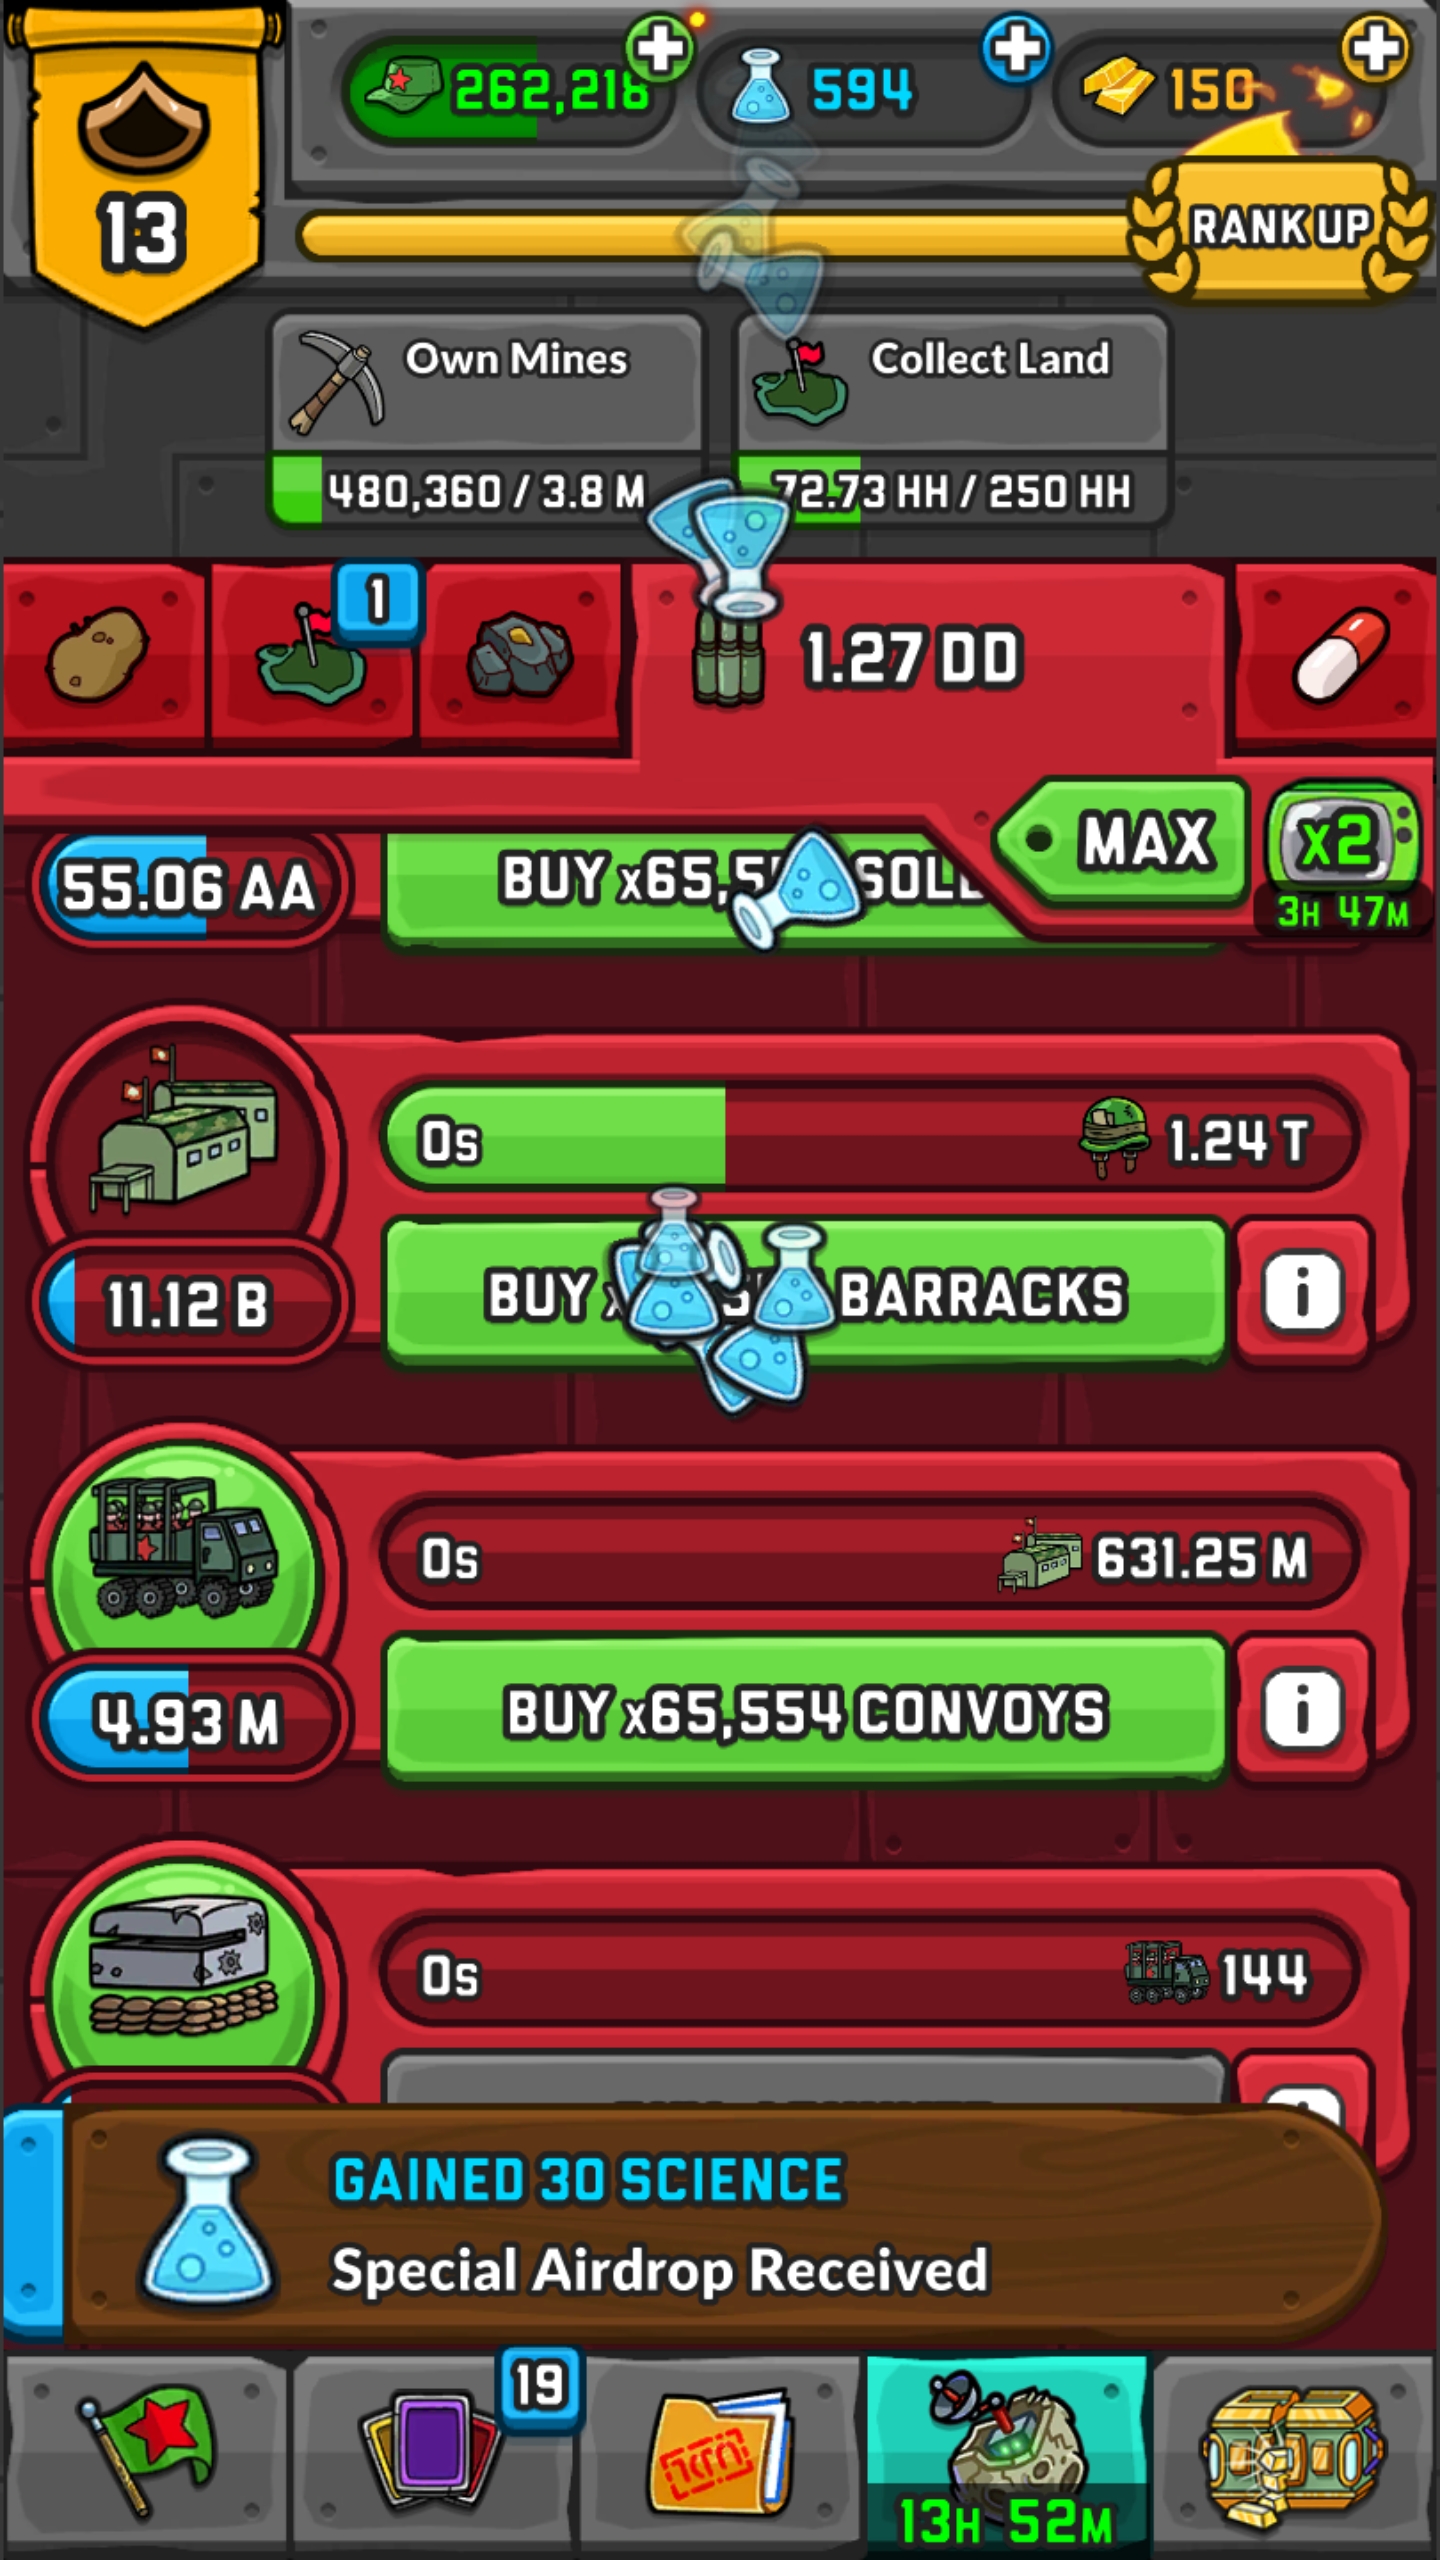 262,218
594
150
13
RANK UP
Own Mines
Collect Land
480,360 / 3.8 M
72.73 HH / 250 HH
1
1.27 DD
MAX
x2
3H 47M
55.06 AA
BUY
0s
1.24 T
11.12 B
BUY BARRACKS
0s
631.25 M
4.93 M
BUY x65,554 CONVOYS
0s
144
GAINED 30 SCIENCE
Special Airdrop Received
19
13H 52M